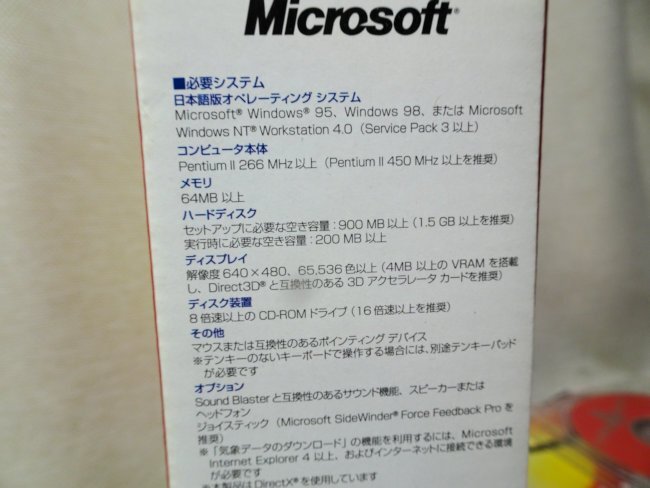 Microsoft®
■必要システム
日本語版オペレーティング システム
Microsoft® Windows® 95、Windows 98、または Microsoft
Windows NT® Workstation 4.0（Service Pack 3 以上）
コンピュータ本体
Pentium II 266 MHz 以上（Pentium II 450 MHz 以上を推奨）
メモリ
64MB 以上
ハードディスク
セットアップに必要な空き容量：900 MB 以上（1.5 GB 以上を推奨）
実行時に必要な空き容量：200 MB 以上
ディスプレイ
解像度 640×480、65,536 色以上（4MB 以上の VRAM を搭載
し、Direct3D® と互換性のある 3D アクセラレータ カードを推奨）
ディスク装置
8 倍速以上の CD-ROM ドライブ（16 倍速以上を推奨）
その他
マウスまたは互換性のあるポインティング デバイス
※テンキーのないキーボードで操作する場合には、別途テンキーパッド
が必要です
オプション
Sound Blaster と互換性のあるサウンド機能、スピーカーまたは
ヘッドフォン
ジョイスティック（Microsoft SideWinder® Force Feedback Pro を
推奨）
※「気象データのダウンロード」の機能を利用するには、Microsoft
Internet Explorer 4 以上、およびインターネットに接続できる環境
が必要です
※本製品は DirectX® を使用しています